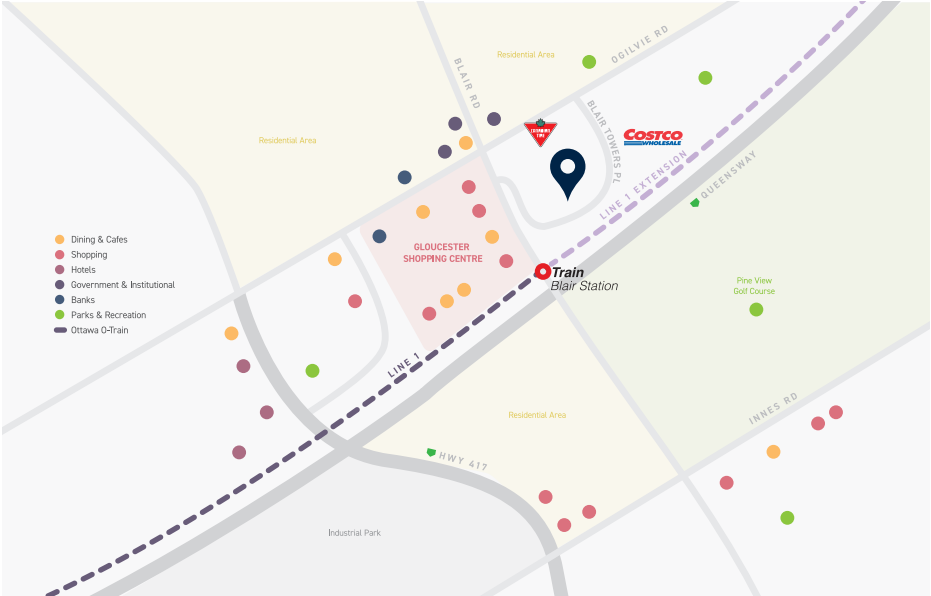 Residential Area
OGILVIE RD
BLAIR RD
Residential Area
BLAIR TOWERS PL
CANADIAN
TIRE
COSTCO
WHOLESALE
LINE 1 EXTENSION
QUEENSWAY
GLOUCESTER
SHOPPING CENTRE
Train
Blair Station
Pine View
Golf Course
Dining & Cafes
Shopping
Hotels
Government & Institutional
Banks
Parks & Recreation
Ottawa O-Train
LINE 1
Residential Area
INNES RD
HWY 417
Industrial Park